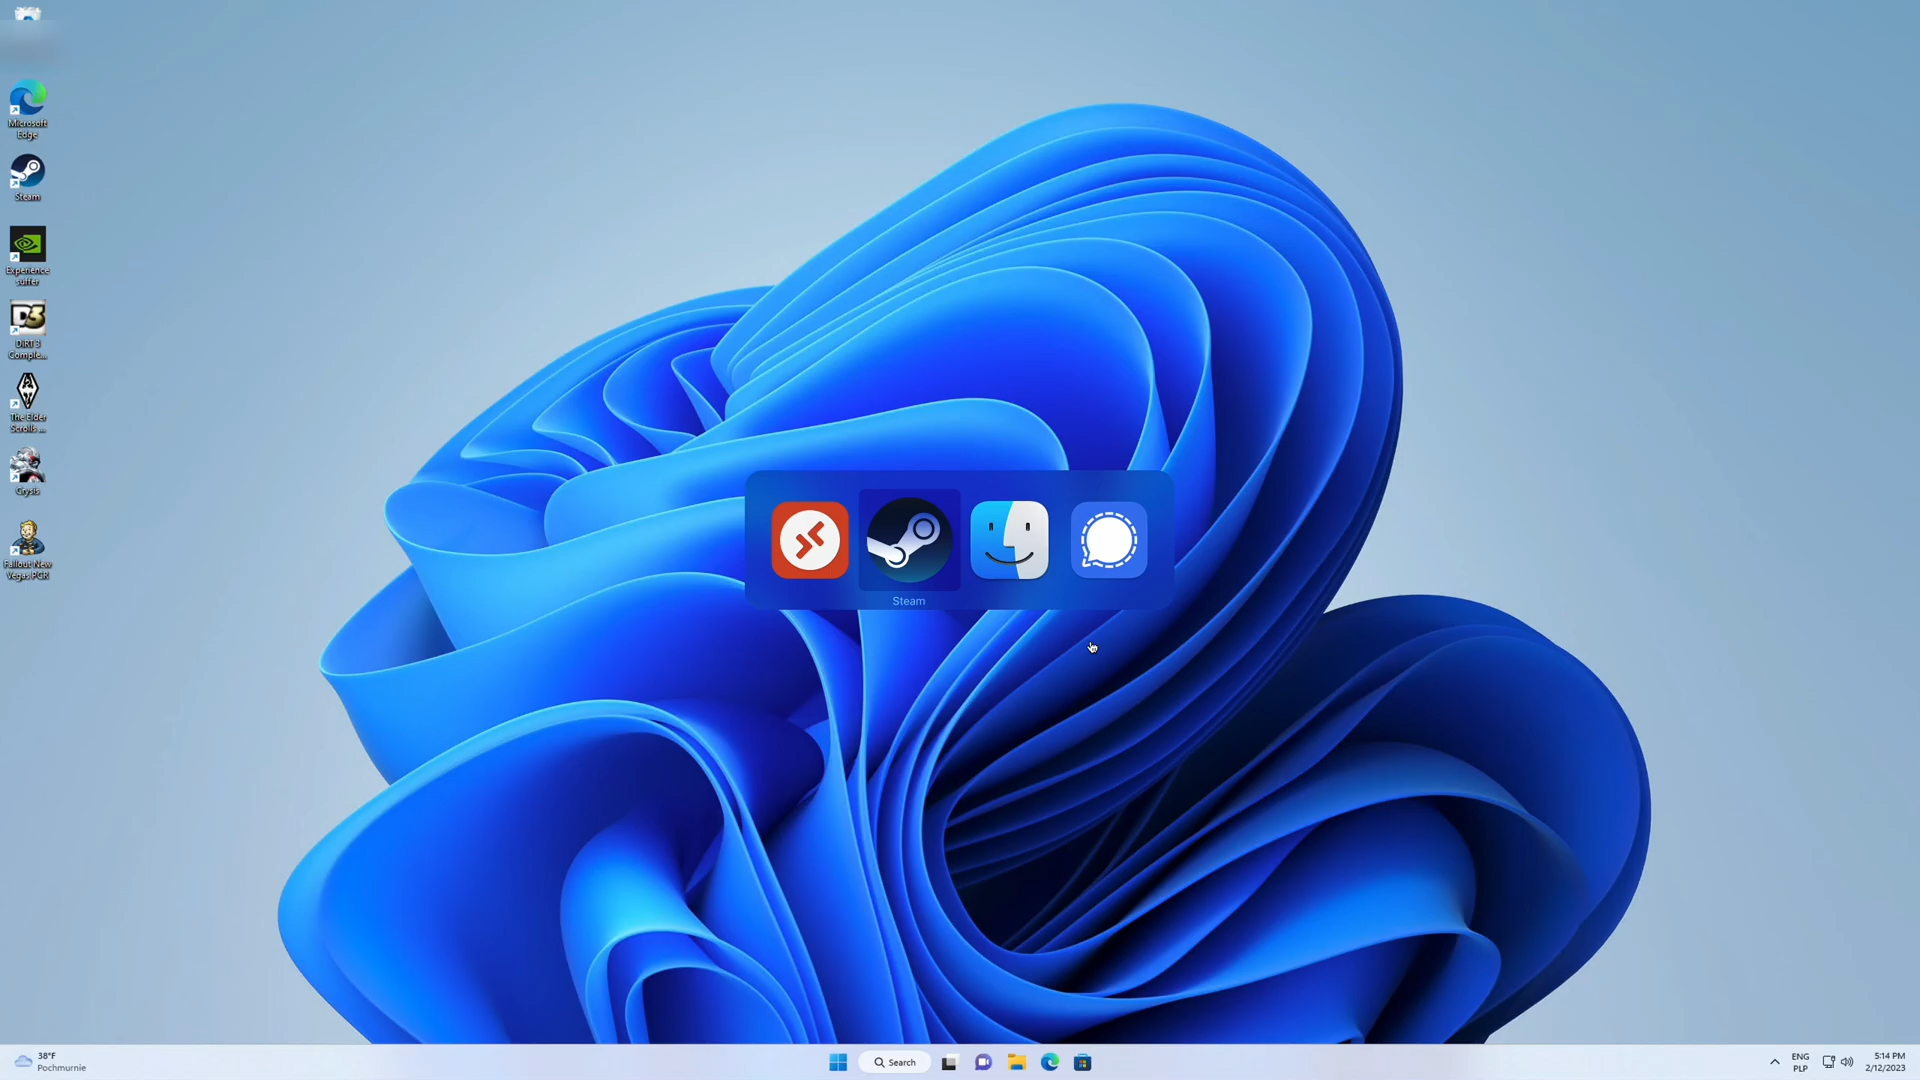 Microsoft
Edge
Steam
Experience
suffer
DiRT 3
Comple...
The Elder
Scrolls ...
Crysis
Fallout New
Vegas PCR
Steam
38°F
Pochmurnie
Search
ENG
PLP
5:14 PM
2/12/2023